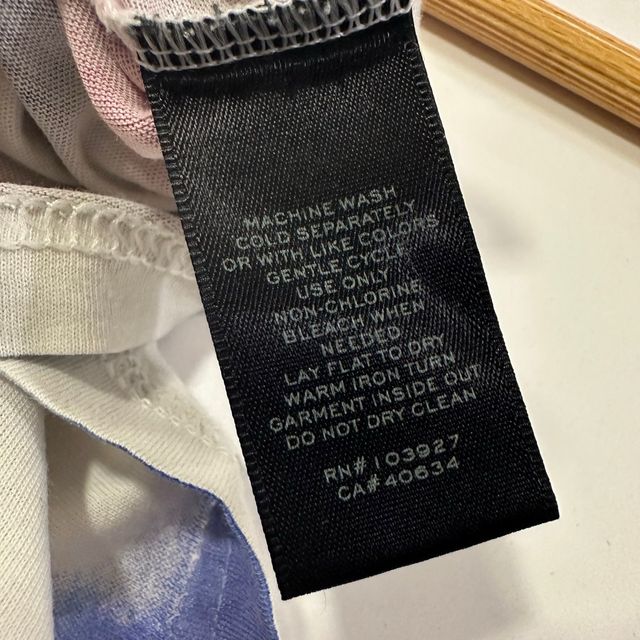 MACHINE WASH
COLD SEPARATELY
OR WITH LIKE COLORS
GENTLE CYCLE
USE ONLY
NON-CHLORINE
BLEACH WHEN
NEEDED
LAY FLAT TO DRY
WARM IRON TURN
GARMENT INSIDE OUT
DO NOT DRY CLEAN
RN# 103927
CA# 40634